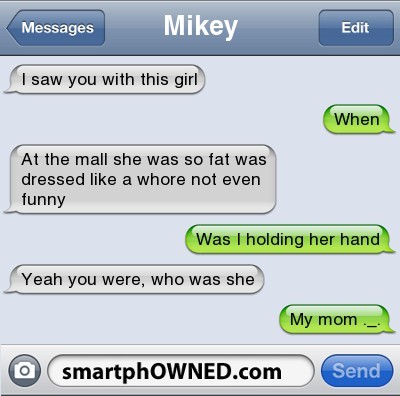 Messages Mikey Edit
I saw you with this girl
When
At the mall she was so fat was
dressed like a whore not even
funny
Was I holding her hand
Yeah you were, who was she
My mom ._.
smartphOWNED.com Send